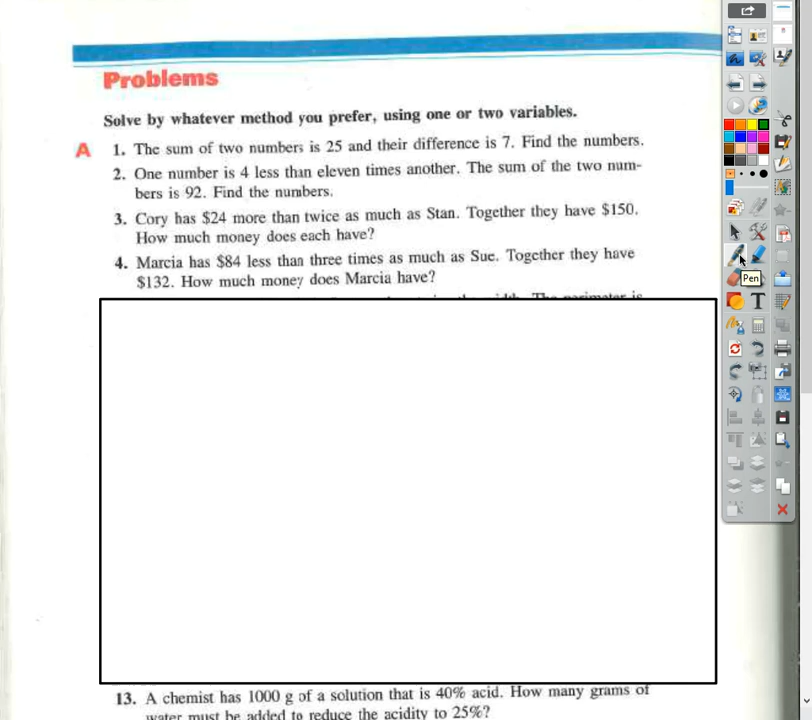 Problems
Solve by whatever method you prefer, using one or two variables.
A 1. The sum of two numbers is 25 and their difference is 7. Find the numbers.
2. One number is 4 less than eleven times another. The sum of the two num-
bers is 92. Find the numbers.
3. Cory has $24 more than twice as much as Stan. Together they have $150.
How much money does each have?
4. Marcia has $84 less than three times as much as Sue. Together they have
$132. How much money does Marcia have?
The perimeter is
Pen
T
13. A chemist has 1000 g of a solution that is 40% acid. How many grams of
water must be added to reduce the acidity to 25%?